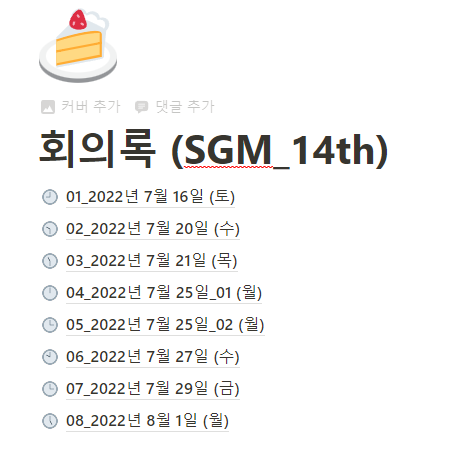 커버 추가 댓글 추가
회의록 (SGM_14th)
01_2022년 7월 16일 (토)
02_2022년 7월 20일 (수)
03_2022년 7월 21일 (목)
04_2022년 7월 25일_01 (월)
05_2022년 7월 25일_02 (월)
06_2022년 7월 27일 (수)
07_2022년 7월 29일 (금)
08_2022년 8월 1일 (월)